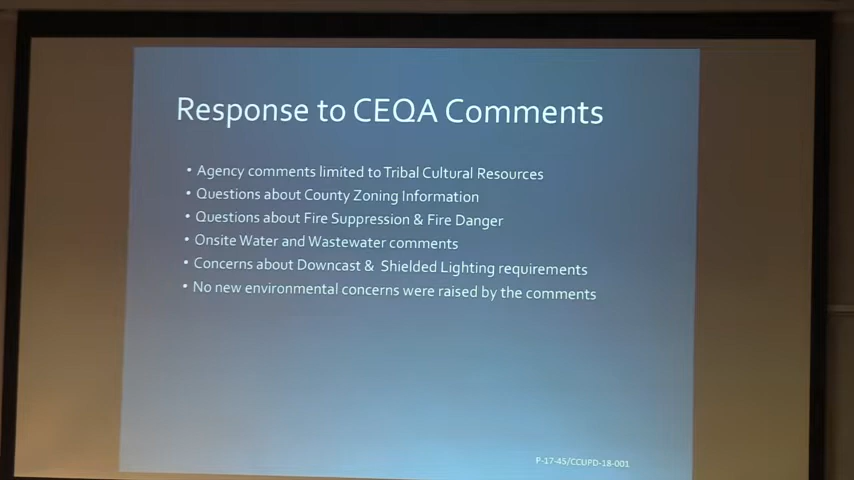 Response to CEQA Comments
• Agency comments limited to Tribal Cultural Resources
• Questions about County Zoning Information
• Questions about Fire Suppression & Fire Danger
• Onsite Water and Wastewater comments
• Concerns about Downcast & Shielded Lighting requirements
• No new environmental concerns were raised by the comments
P-17-45/CCUPD-18-001